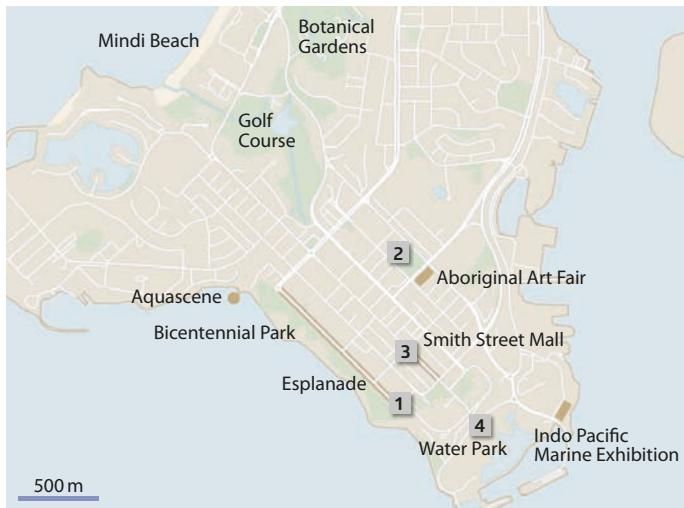 Botanical
Gardens
Mindi Beach
Golf
Course
2
Aboriginal Art Fair
Aquascene
Bicentennial Park
Smith Street Mall
3
Esplanade
1
4
Water Park
Indo Pacific
Marine Exhibition
500 m